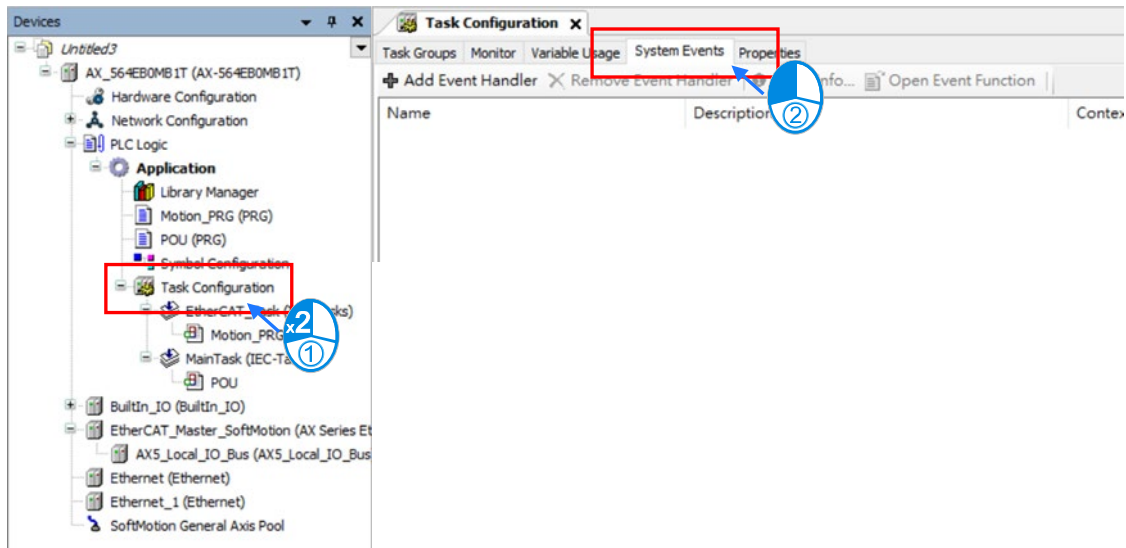 Devices
Untitled3
AX_564EB0MB1T (AX-564EB0MB1T)
Hardware Configuration
Network Configuration
PLC Logic
Application
Library Manager
Motion_PRG (PRG)
POU (PRG)
Symbol Configuration
Task Configuration
EtherCAT_Task
Motion_PRG
MainTask (IEC-Ta
POU
BuiltIn_IO (BuiltIn_IO)
EtherCAT_Master_SoftMotion (AX Series Et
AX5_Local_IO_Bus (AX5_Local_IO_Bus
Ethernet (Ethernet)
Ethernet_1 (Ethernet)
SoftMotion General Axis Pool
x2
1
Task Configuration
Task Groups Monitor Variable Usage System Events Properties
Add Event Handler Remove Event Handler nfo... Open Event Function
Name Description Contex
2